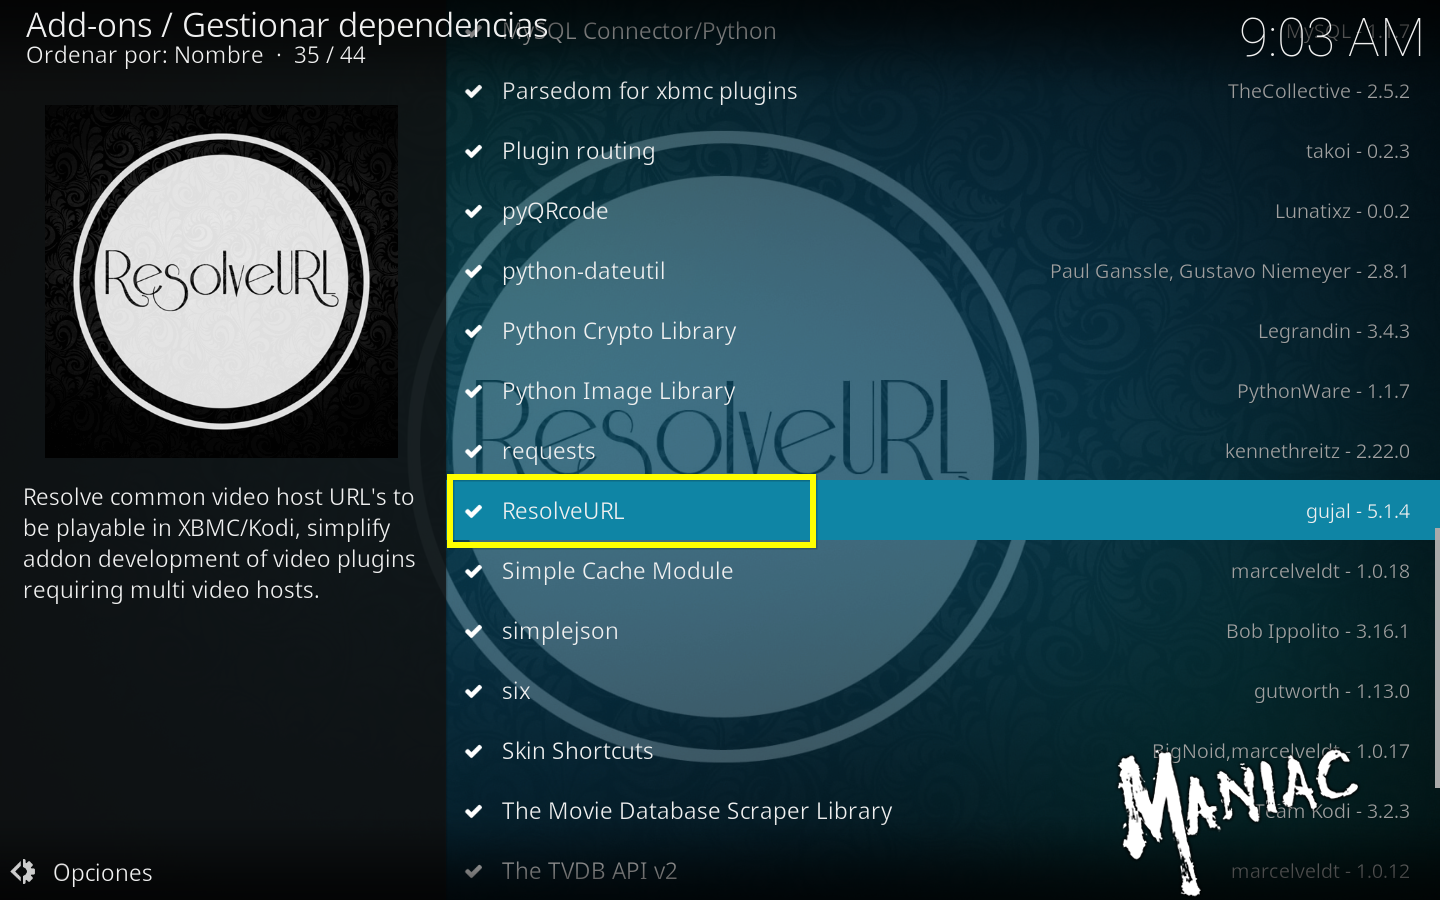 Add-ons / Gestionar dependencias
Ordenar por: Nombre · 35 / 44
9:03 AM
MySQL Connector/Python MySQL - 1.1.7
Parsedom for xbmc plugins TheCollective - 2.5.2
Plugin routing takoi - 0.2.3
pyQRcode Lunatixz - 0.0.2
python-dateutil Paul Ganssle, Gustavo Niemeyer - 2.8.1
Python Crypto Library Legrandin - 3.4.3
Python Image Library PythonWare - 1.1.7
requests kennethreitz - 2.22.0
ResolveURL gujal - 5.1.4
Simple Cache Module marcelveldt - 1.0.18
simplejson Bob Ippolito - 3.16.1
six gutworth - 1.13.0
Skin Shortcuts BigNoid,marcelveldt - 1.0.17
The Movie Database Scraper Library Team Kodi - 3.2.3
The TVDB API v2 marcelveldt - 1.0.12
ResolveURL
ResolveURL
Resolve common video host URL's to
be playable in XBMC/Kodi, simplify
addon development of video plugins
requiring multi video hosts.
Opciones
MANIAC